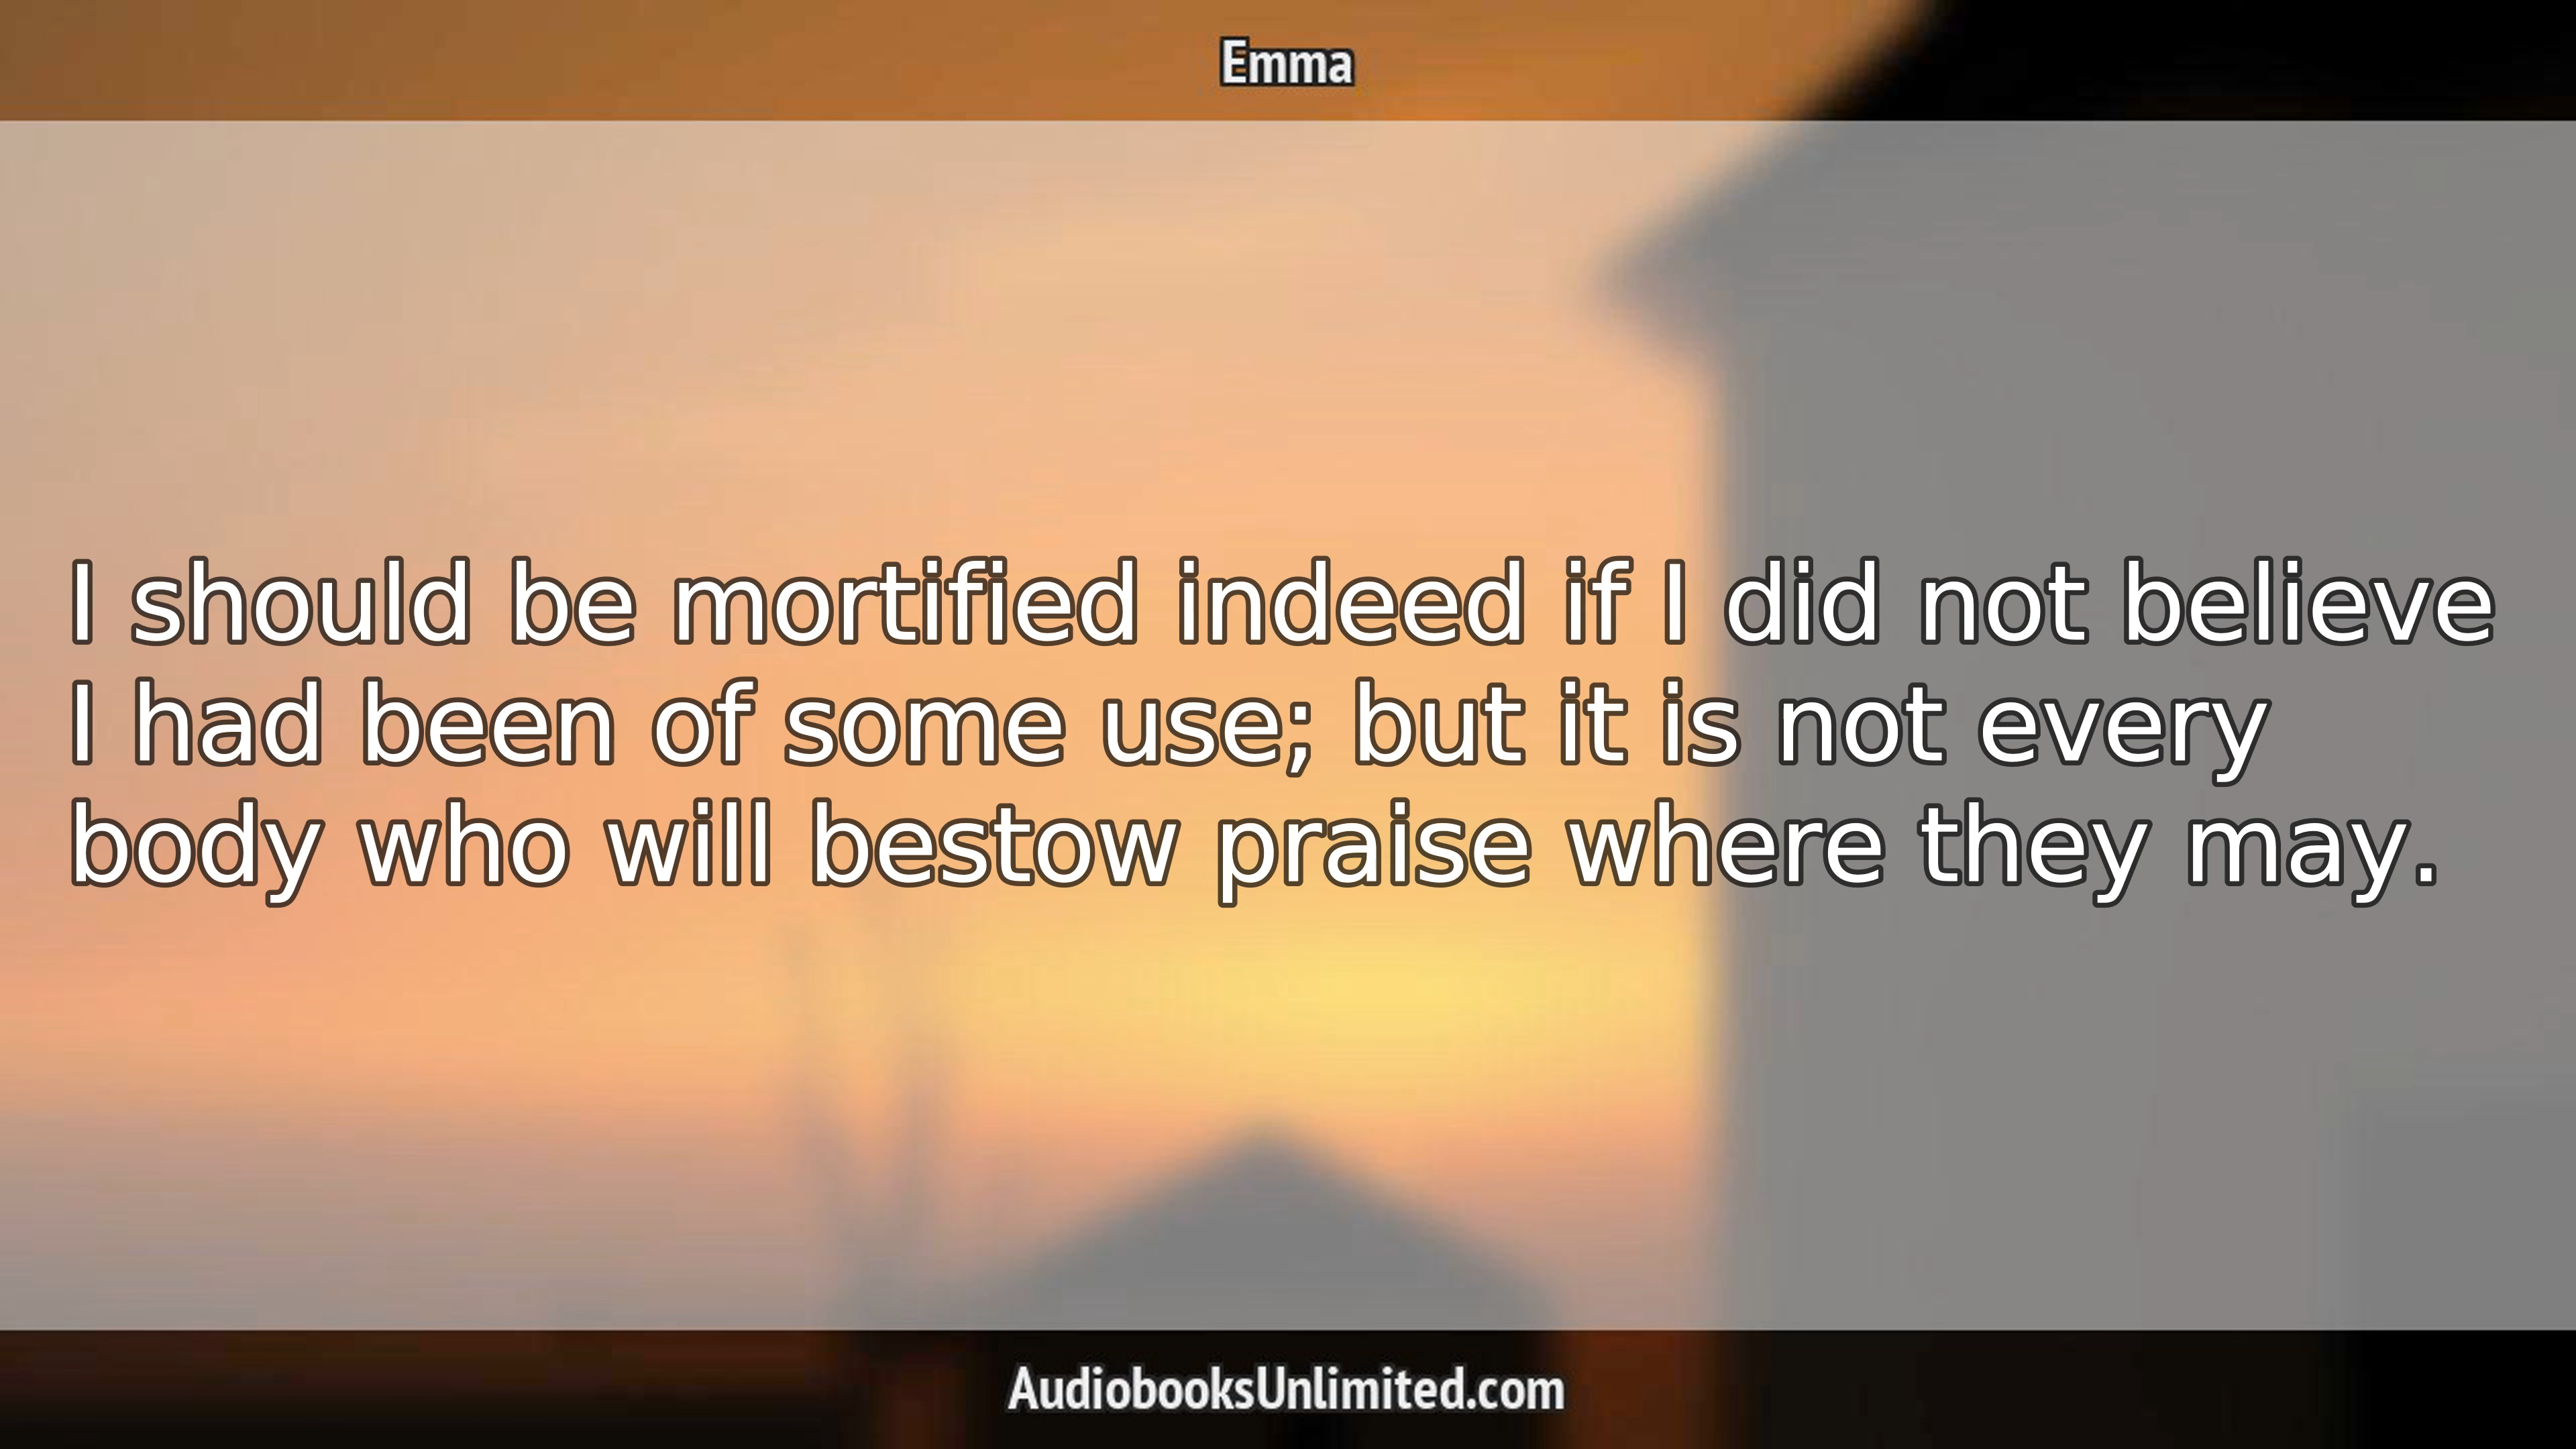 Emma
I should be mortified indeed if I did not believe
I had been of some use; but it is not every
body who will bestow praise where they may.
AudiobooksUnlimited.com